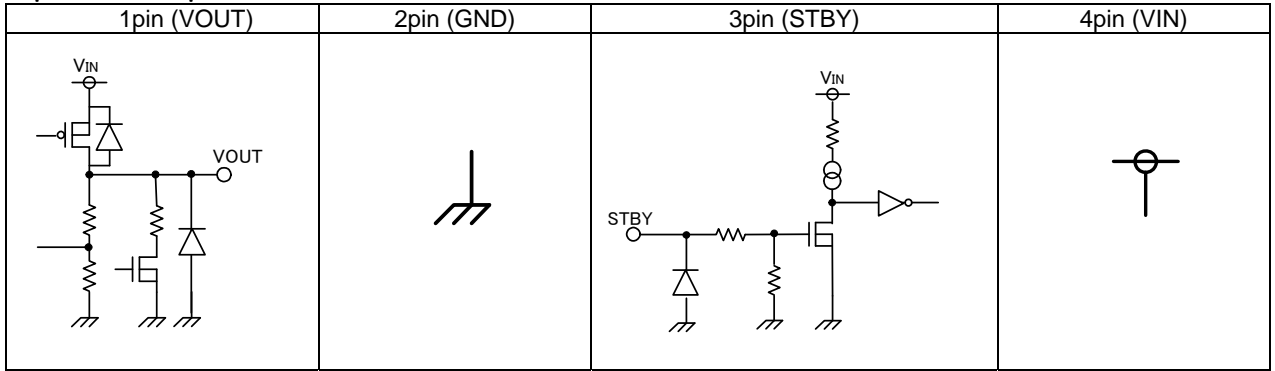 1pin (VOUT) 2pin (GND) 3pin (STBY) 4pin (VIN)
VIN
VOUT
VIN
STBY